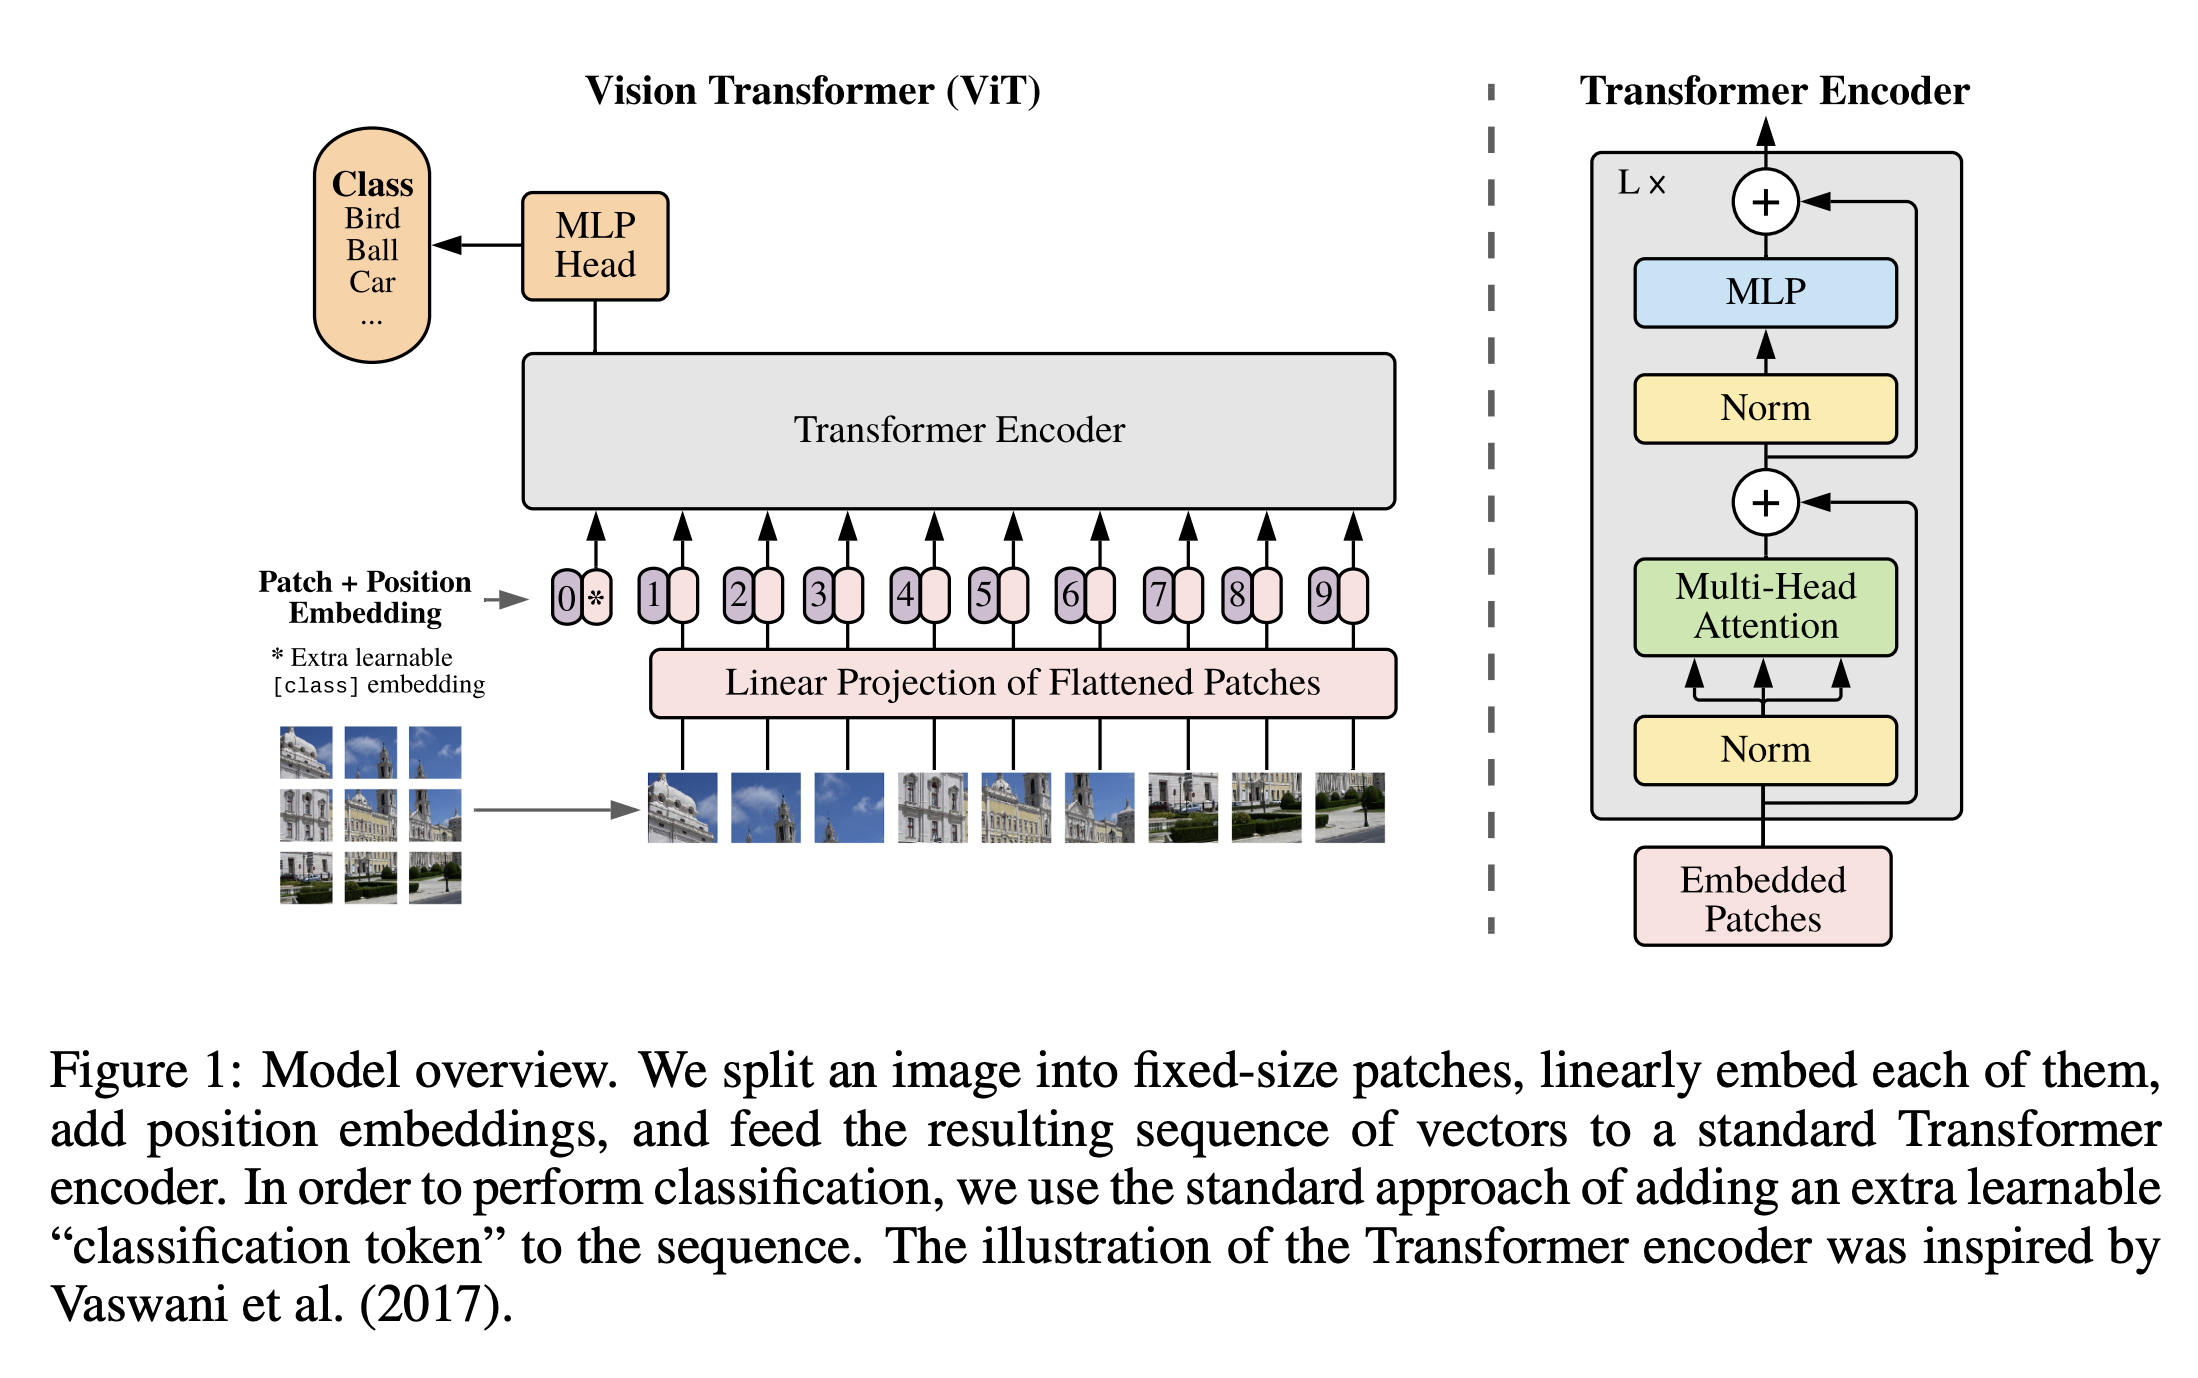 Vision Transformer (ViT)
Class
Bird
Ball
Car
...
MLP
Head
Transformer Encoder
Patch + Position
Embedding
0 * 1 2 3 4 5 6 7 8 9
* Extra learnable
[class] embedding
Linear Projection of Flattened Patches
Transformer Encoder
L ×
+
MLP
Norm
+
Multi-Head
Attention
Norm
Embedded
Patches
Figure 1: Model overview. We split an image into fixed-size patches, linearly embed each of them,
add position embeddings, and feed the resulting sequence of vectors to a standard Transformer
encoder. In order to perform classification, we use the standard approach of adding an extra learnable
“classification token” to the sequence. The illustration of the Transformer encoder was inspired by
Vaswani et al. (2017).